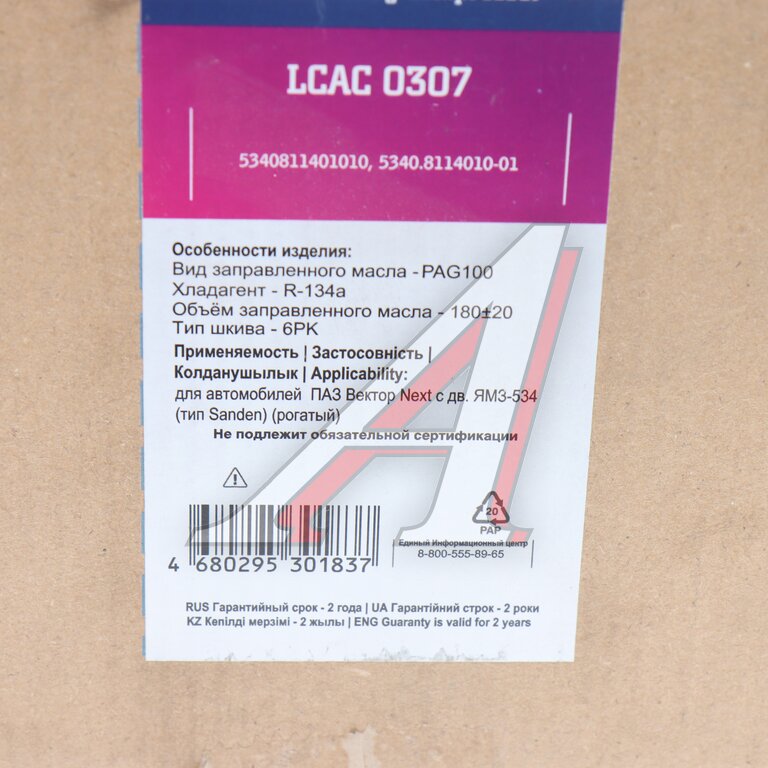 LCAC 0307
5340811401010, 5340.8114010-01
Особенности изделия:
Вид заправленного масла - PAG100
Хладагент - R-134a
Объём заправленного масла - 180±20
Тип шкива - 6PK
Применяемость | Застосовність |
Колданушылык | Applicability:
для автомобилей ПАЗ Вектор Next с дв. ЯМЗ-534
(тип Sanden) (рогатый)
Не подлежит обязательной сертификации
20
PAP
Единый Информационный центр
8-800-555-89-65
4 680295 301837
RUS Гарантийный срок - 2 года | UA Гарантійний строк - 2 роки
KZ Кепілді мерзімі - 2 жылы | ENG Guaranty is valid for 2 years